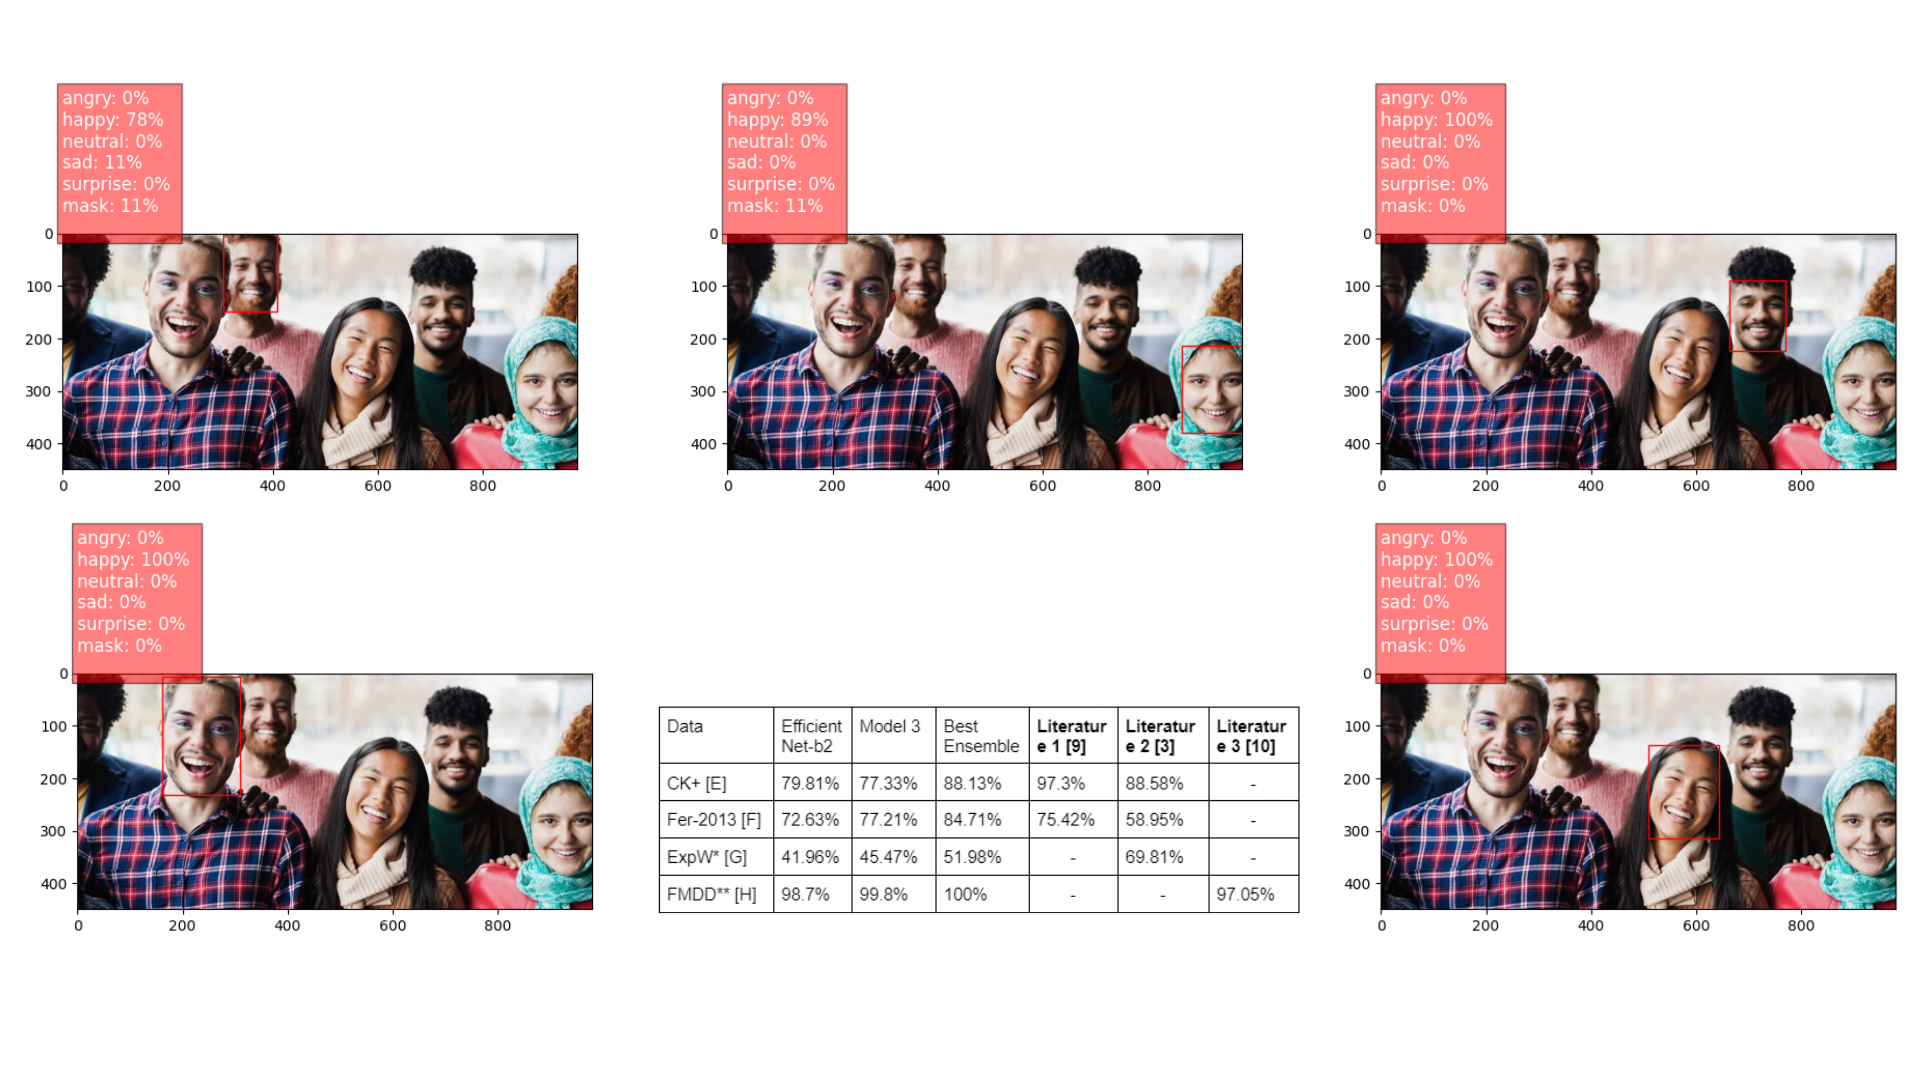 angry: 0%
happy: 78%
neutral: 0%
sad: 11%
surprise: 0%
mask: 11%
0
100
200
300
400
0 200 400 600 800
angry: 0%
happy: 89%
neutral: 0%
sad: 0%
surprise: 0%
mask: 11%
0
100
200
300
400
0 200 400 600 800
angry: 0%
happy: 100%
neutral: 0%
sad: 0%
surprise: 0%
mask: 0%
0
100
200
300
400
0 200 400 600 800
angry: 0%
happy: 100%
neutral: 0%
sad: 0%
surprise: 0%
mask: 0%
0
100
200
300
400
0 200 400 600 800
Data Efficient Model 3 Best Literatur Literatur Literatur
Net-b2 Ensemble e 1 [9] e 2 [3] e 3 [10]
CK+ [E] 79.81% 77.33% 88.13% 97.3% 88.58% -
Fer-2013 [F] 72.63% 77.21% 84.71% 75.42% 58.95% -
ExpW* [G] 41.96% 45.47% 51.98% - 69.81% -
FMDD** [H] 98.7% 99.8% 100% - - 97.05%
angry: 0%
happy: 100%
neutral: 0%
sad: 0%
surprise: 0%
mask: 0%
0
100
200
300
400
0 200 400 600 800